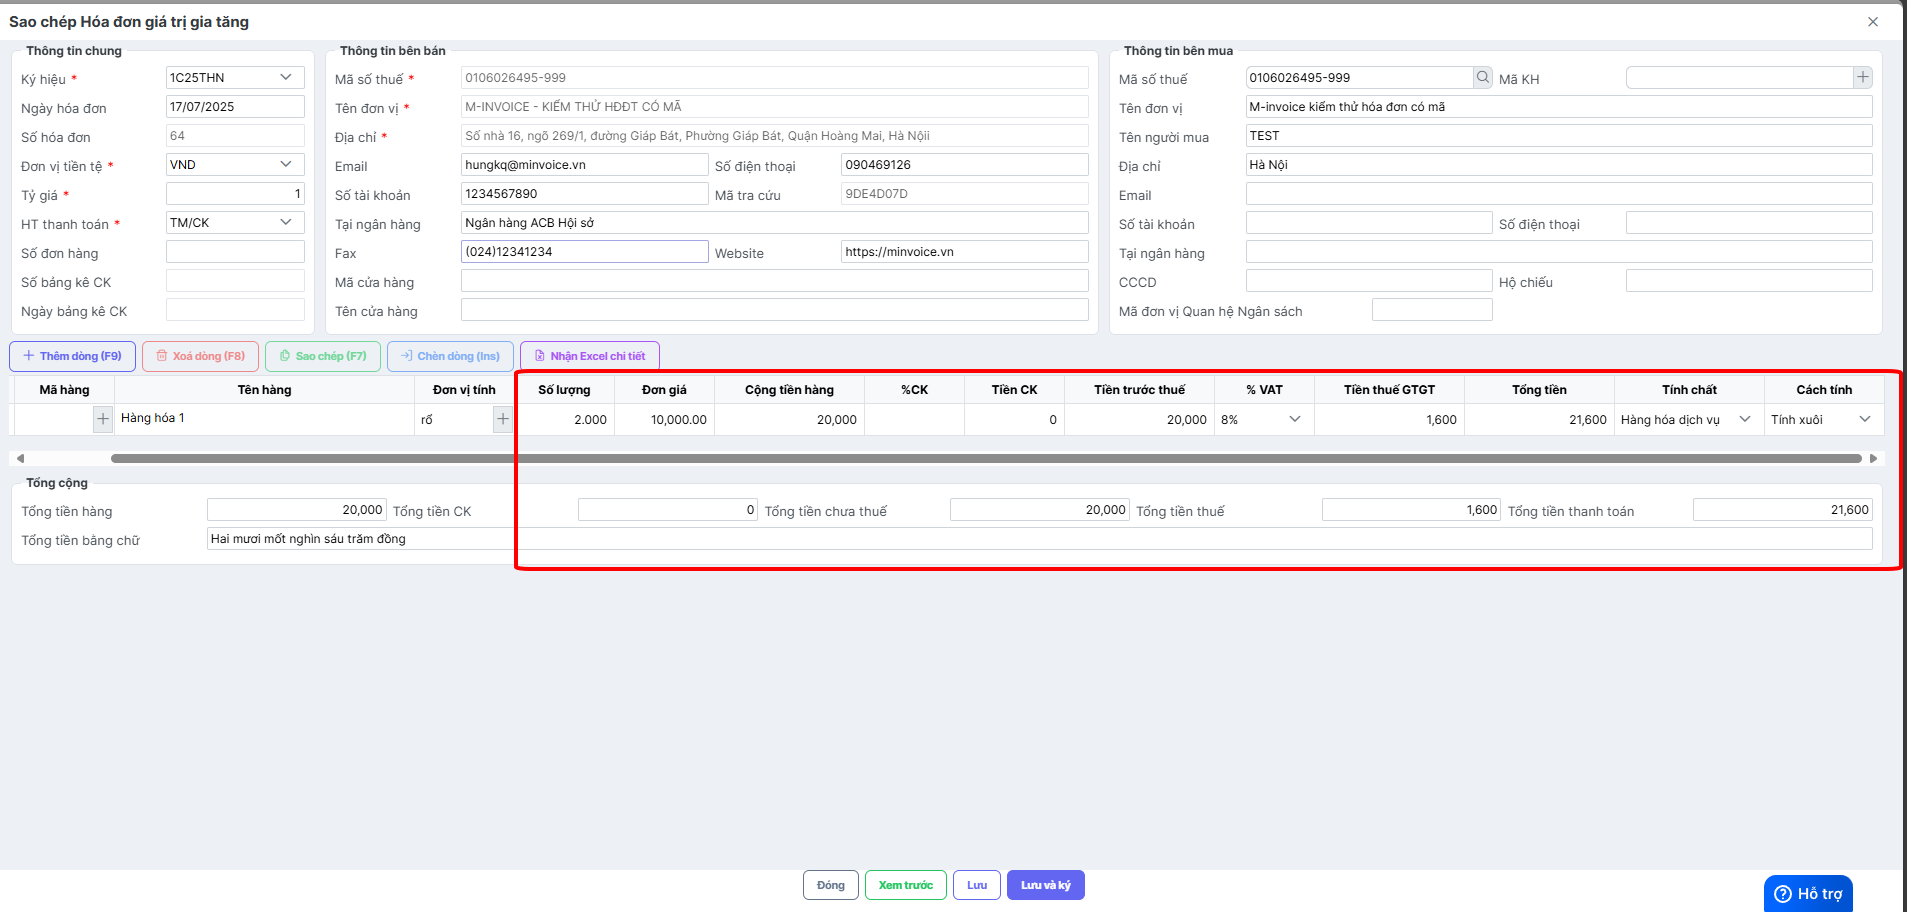 Sao chép Hóa đơn giá trị gia tăng
Thông tin chung
Ký hiệu * 1C25THN
Ngày hóa đơn 17/07/2025
Số hóa đơn 64
Đơn vị tiền tệ * VND
Tỷ giá * 1
HT thanh toán * TM/CK
Số đơn hàng
Số bảng kê CK
Ngày bảng kê CK
Thông tin bên bán
Mã số thuế * 0106026495-999
Tên đơn vị * M-INVOICE - KIỂM THỬ HĐĐT CÓ MÃ
Địa chỉ * Số nhà 16, ngõ 269/1, đường Giáp Bát, Phường Giáp Bát, Quận Hoàng Mai, Hà Nội
Email hungkq@minvoice.vn Số điện thoại 090469126
Số tài khoản 1234567890 Mã tra cứu 9DE4D07D
Tại ngân hàng Ngân hàng ACB Hội sở
Fax (024)12341234 Website https://minvoice.vn
Mã cửa hàng
Tên cửa hàng
Thông tin bên mua
Mã số thuế 0106026495-999 Mã KH
Tên đơn vị M-invoice kiểm thử hóa đơn có mã
Tên người mua TEST
Địa chỉ Hà Nội
Email
Số tài khoản Số điện thoại
Tại ngân hàng
CCCD Hộ chiếu
Mã đơn vị Quan hệ Ngân sách
Thêm dòng (F9) Xoá dòng (F8) Sao chép (F7) Chèn dòng (Ins) Nhận Excel chi tiết
Mã hàng Tên hàng Đơn vị tính Số lượng Đơn giá Cộng tiền hàng %CK Tiền CK Tiền trước thuế % VAT Tiền thuế GTGT Tổng tiền Tính chất Cách tính
Hàng hóa 1 rổ 2.000 10,000.00 20,000 0 20,000 8% 1,600 21,600 Hàng hóa dịch vụ Tính xuôi
Tổng cộng
Tổng tiền hàng 20,000 Tổng tiền CK 0 Tổng tiền chưa thuế 20,000 Tổng tiền thuế 1,600 Tổng tiền thanh toán 21,600
Tổng tiền bằng chữ Hai mươi mốt nghìn sáu trăm đồng
Đóng Xem trước Lưu Lưu và ký
Hỗ trợ